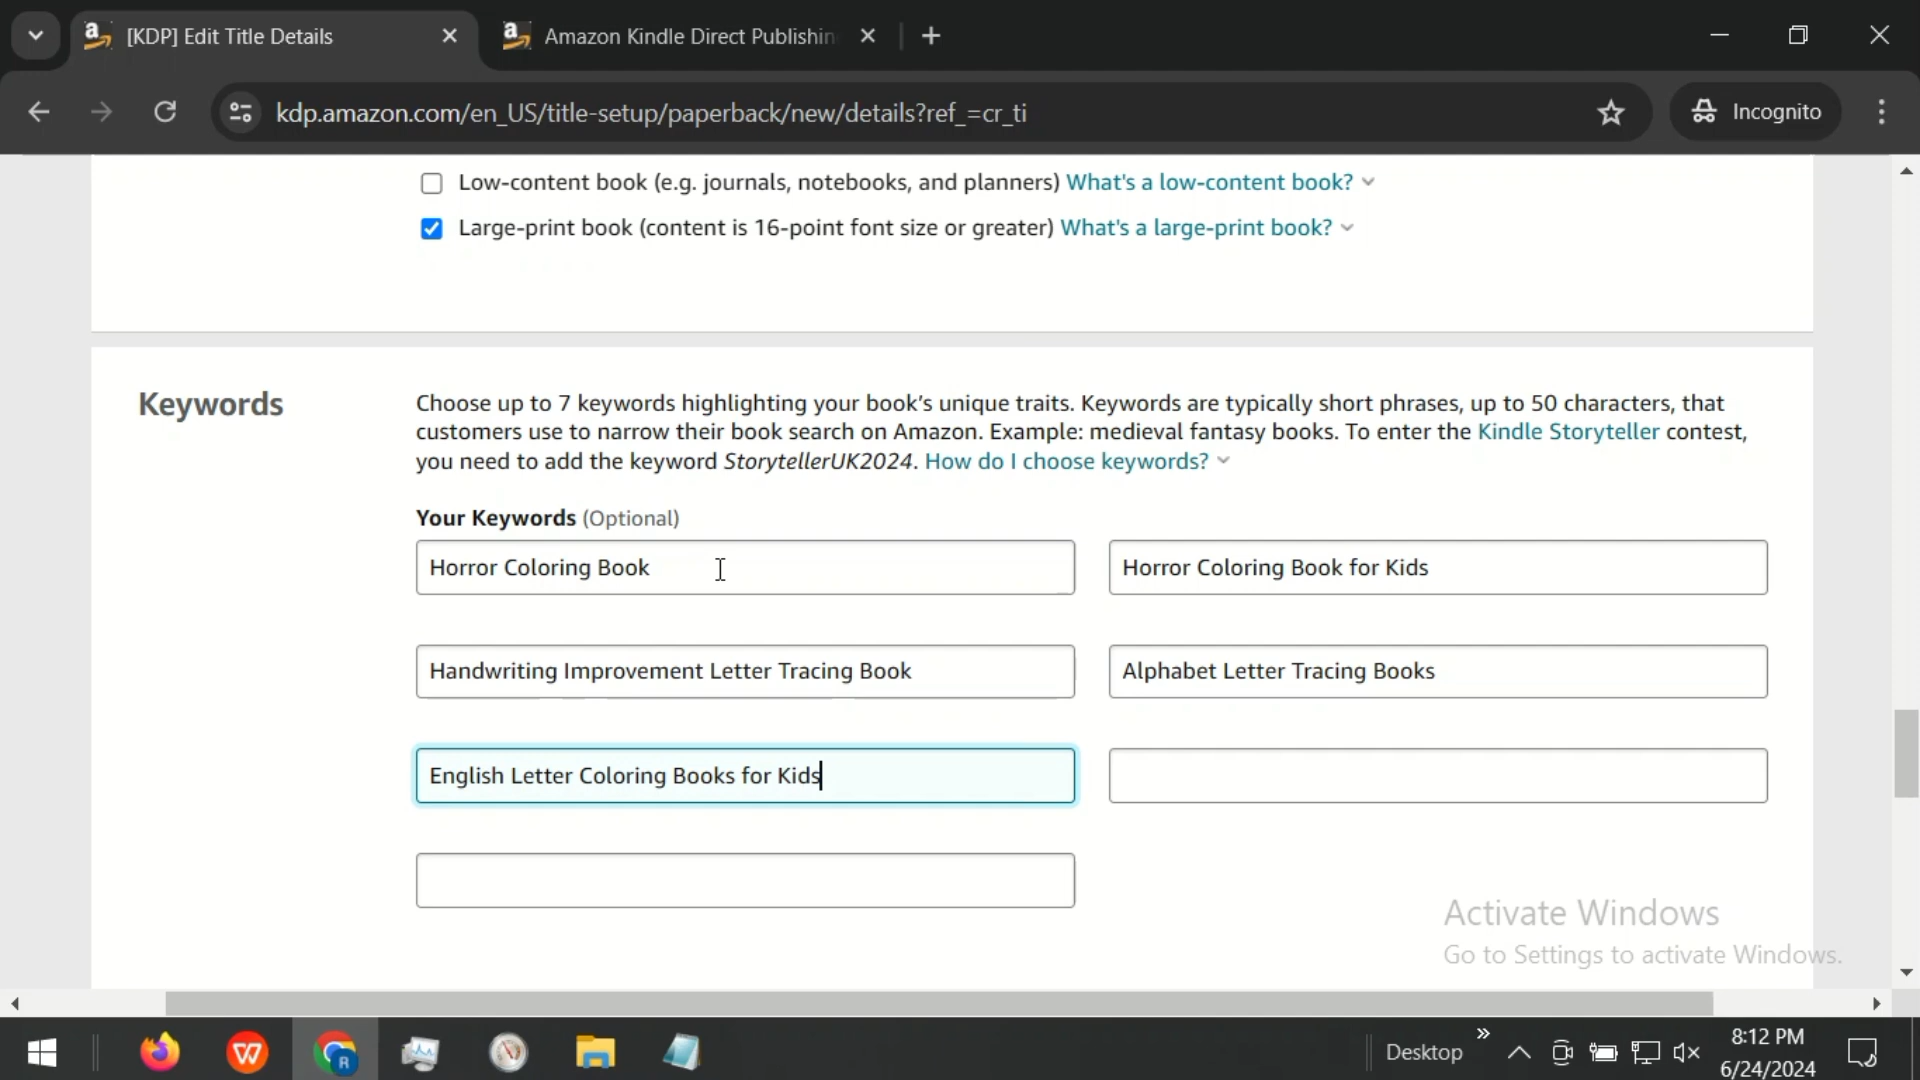 [KDP] Edit Title Details
Amazon Kindle Direct Publishin
kdp.amazon.com/en_US/title-setup/paperback/new/details?ref_=cr_ti
Incognito
Low-content book (e.g. journals, notebooks, and planners) What's a low-content book?
Large-print book (content is 16-point font size or greater) What's a large-print book?
Keywords
Choose up to 7 keywords highlighting your book's unique traits. Keywords are typically short phrases, up to 50 characters, that
customers use to narrow their book search on Amazon. Example: medieval fantasy books. To enter the Kindle Storyteller contest,
you need to add the keyword StorytellerUK2024. How do I choose keywords?
Your Keywords (Optional)
Horror Coloring Book
Horror Coloring Book for Kids
Handwriting Improvement Letter Tracing Book
Alphabet Letter Tracing Books
English Letter Coloring Books for Kids
Activate Windows
Go to Settings to activate Windows.
Desktop
8:12 PM
6/24/2024